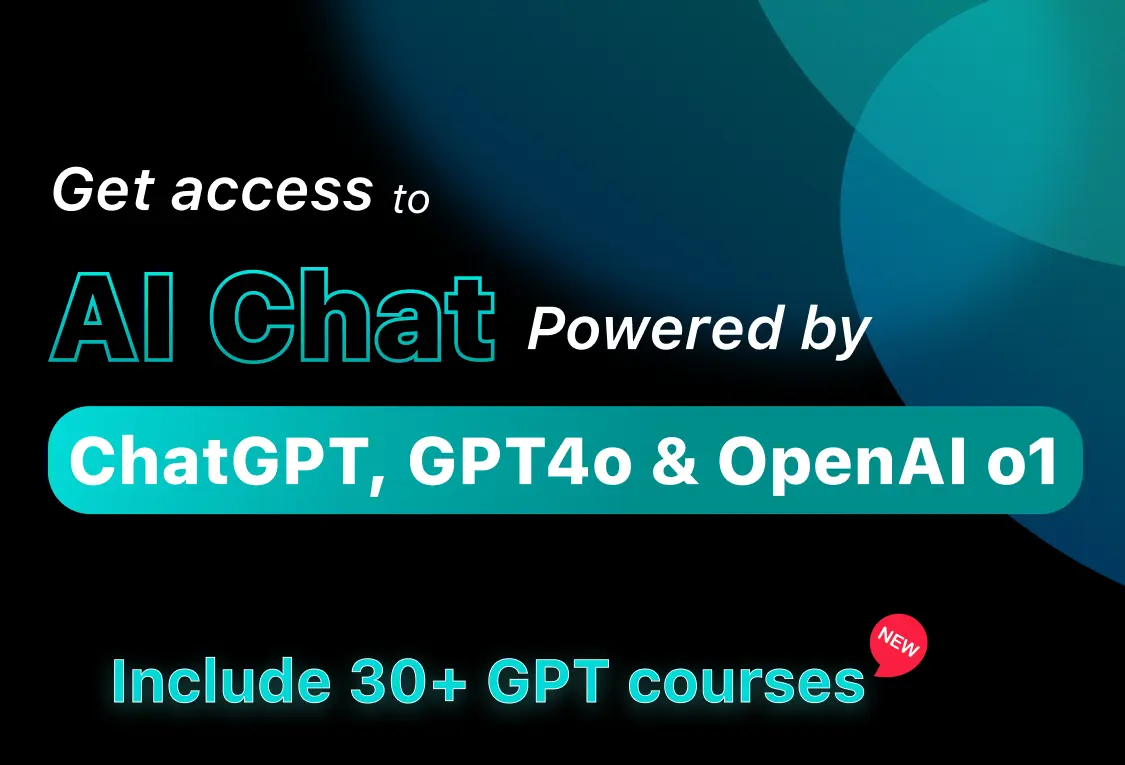 Get access to
AI Chat Powered by
ChatGPT, GPT4o & OpenAI o1
NEW
Include 30+ GPT courses